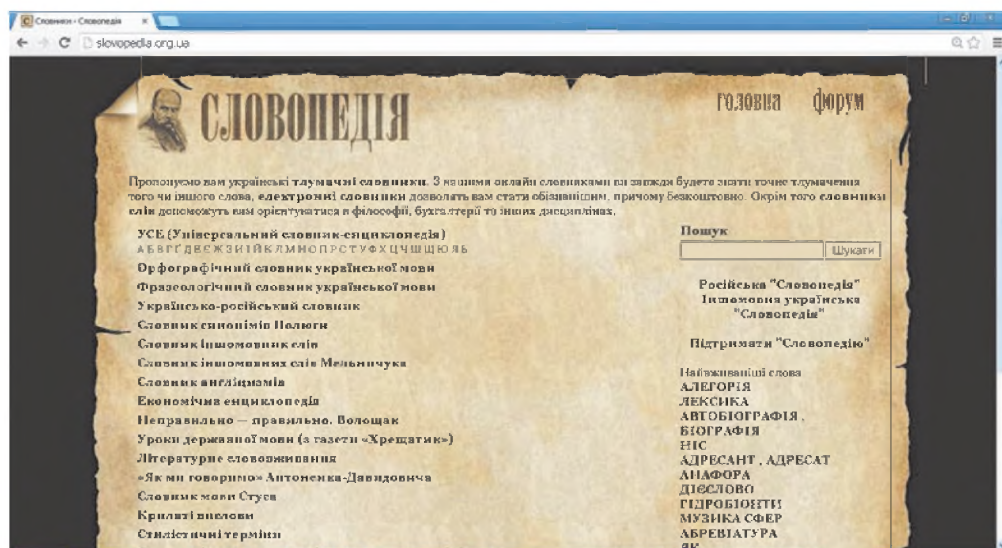 Словники - Словопедія
slovopedia.org.ua
СЛОВОПЕДІЯ
головна форум
Пропонуємо вам українські тлумачні словники. З нашими онлайн словниками ви завжди будете знати точне тлумачення
того чи іншого слова, електронні словники дозволять вам стати обізнанішим, причому безкоштовно. Окрім того словники
слів допоможуть вам орієнтуватися в філософії, бухгалтерії та інших дисциплінах.
УСЕ (Універсальний словник-енциклопедія)
А Б В Г Ґ Д Е Є Ж З И І Й К Л М Н О П Р С Т У Ф Х Ц Ч Ш Щ Ю Л Ь
Орфографічний словник української мови
Фразеологічний словник української мови
Українсько-російський словник
Словник синонімів Полюги
Словник іншомовних слів
Словник іншомовних слів Мельничука
Словник англіцизмів
Економічна енциклопедія
Неправильно — правильно. Волощак
Уроки державної мови (з газети «Хрещатик»)
Літературне слововживання
«Як ми говоримо» Антоненка-Давидовича
Словник мови Стуса
Крилаті вислови
Стилістичні терміни
Пошук
Шукати
Російська "Словопедія"
Іншомовна українська
"Словопедія"
Підтримати "Словопедію"
Найвживаніші слова
АЛЕГОРІЯ
ЛЕКСИКА
АВТОБІОГРАФІЯ ,
БІОГРАФІЯ
НІС
АДРЕСАНТ , АДРЕСАТ
АНАФОРА
ДІЄСЛОВО
ГІДРОБІОНТИ
МУЗИКА СФЕР
АБРЕВІАТУРА
ЯК